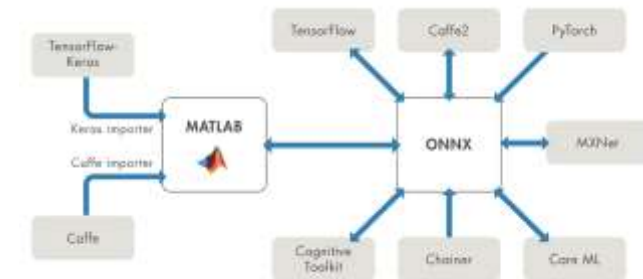 TensorFlow
Caffe2
PyTorch
TensorFlow-
Keras
Keras importer
MATLAB
ONNX
MXNet
Caffe importer
Caffe
Cognitive
Toolkit
Chainer
Core ML